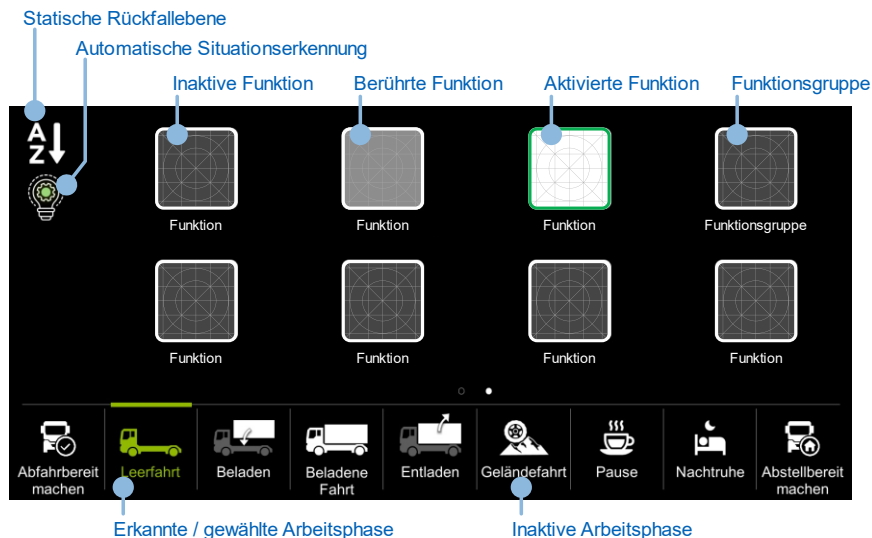 Statische Rückfallebene
Automatische Situationserkennung
Inaktive Funktion
Berührte Funktion
Aktivierte Funktion
Funktionsgruppe
A
Z
Funktion
Funktion
Funktion
Funktionsgruppe
Funktion
Funktion
Funktion
Funktion
Abfahrbereit
machen
Leerfahrt
Beladen
Beladene
Fahrt
Entladen
Geländefahrt
Pause
Nachtruhe
Abstellbereit
machen
Erkannte / gewählte Arbeitsphase
Inaktive Arbeitsphase